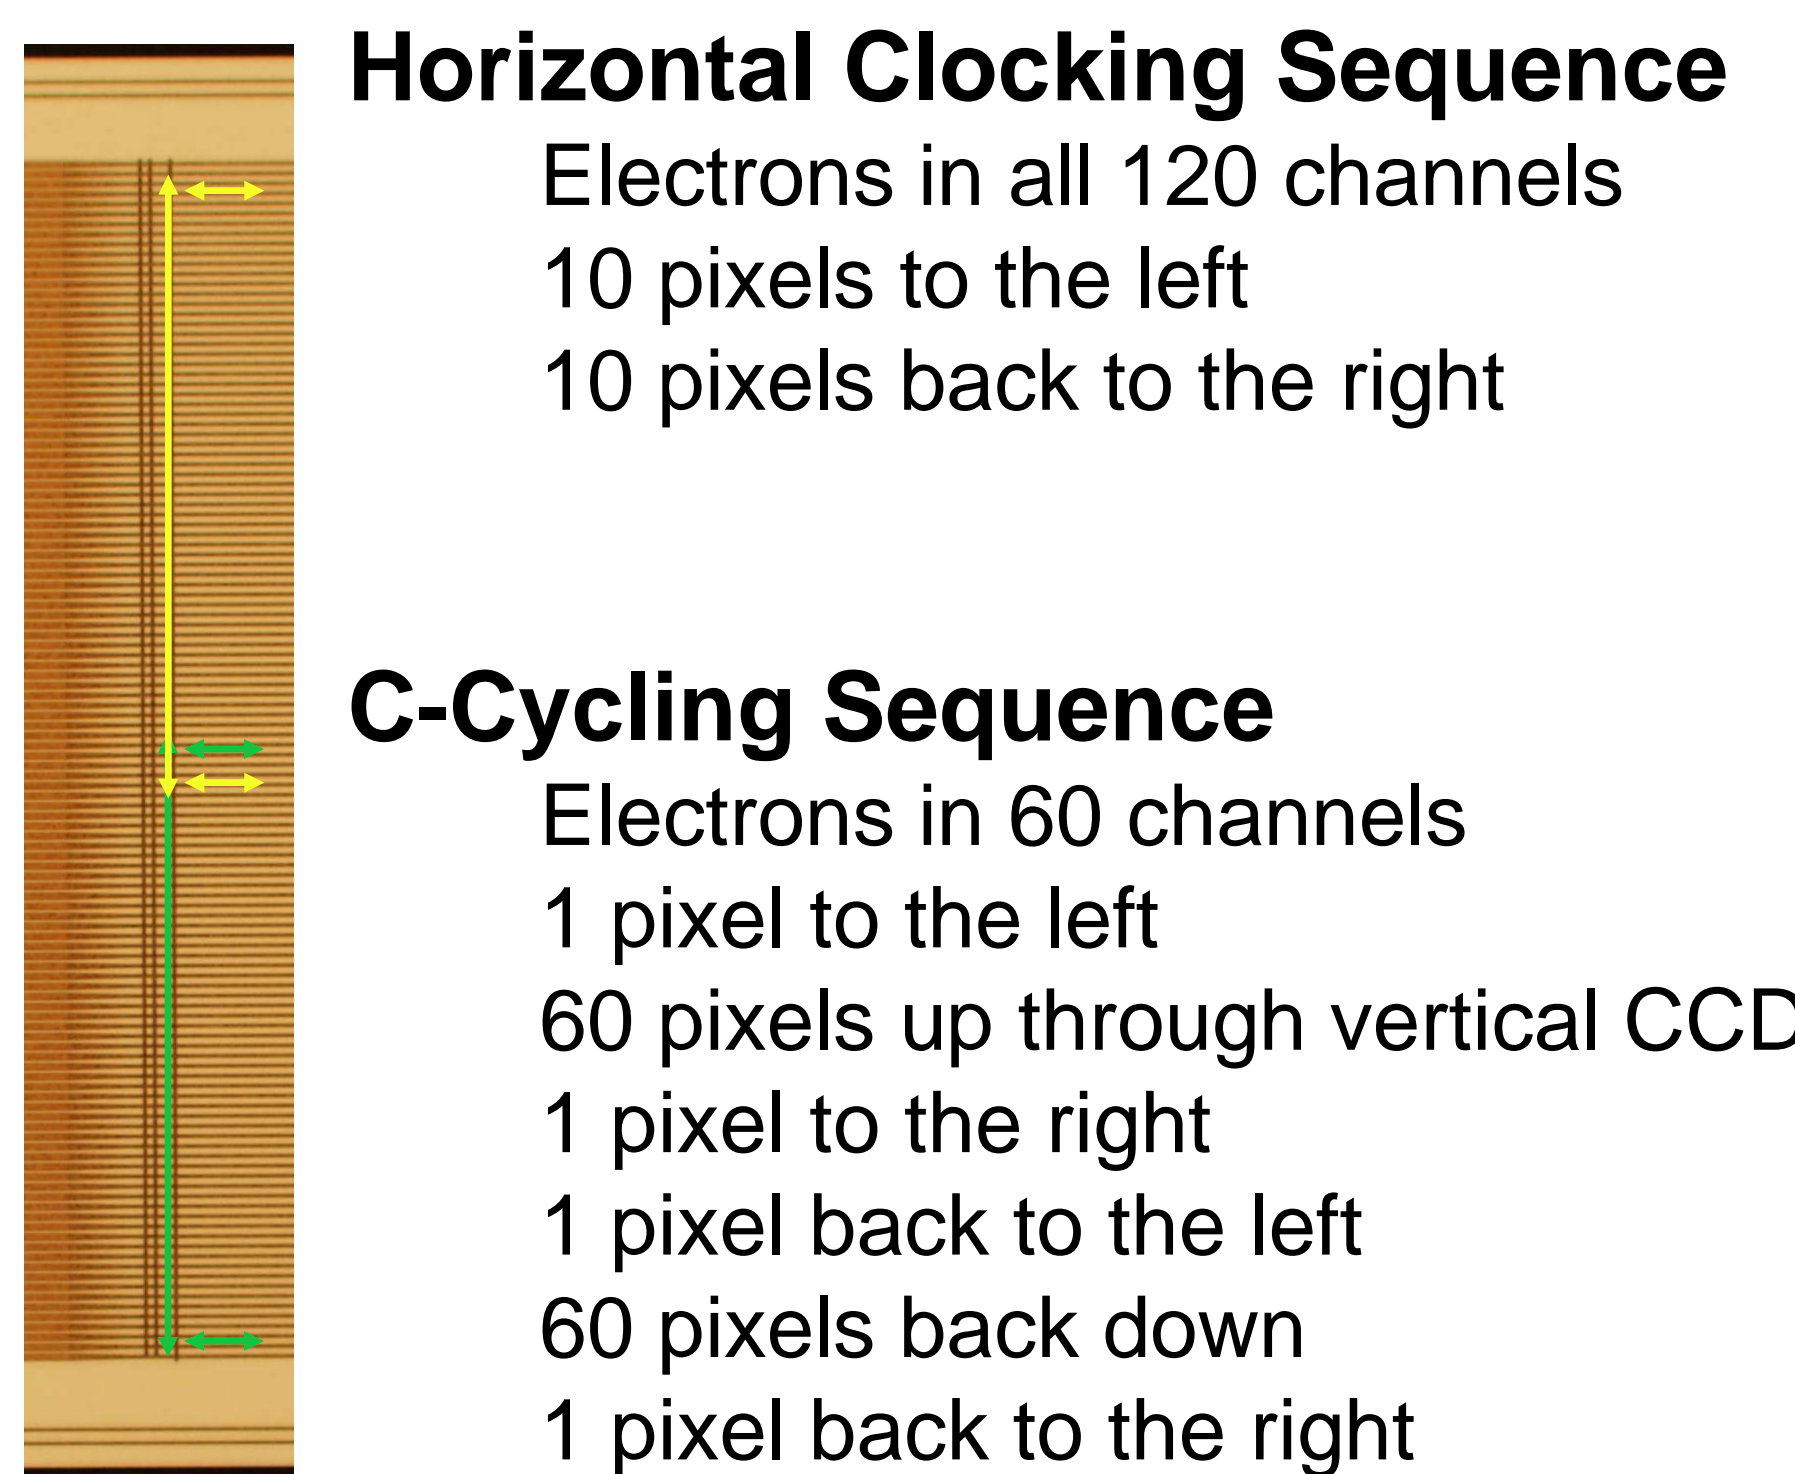 Horizontal Clocking Sequence
Electrons in all 120 channels
10 pixels to the left
10 pixels back to the right
C-Cycling Sequence
Electrons in 60 channels
1 pixel to the left
60 pixels up through vertical CCD
1 pixel to the right
1 pixel back to the left
60 pixels back down
1 pixel back to the right